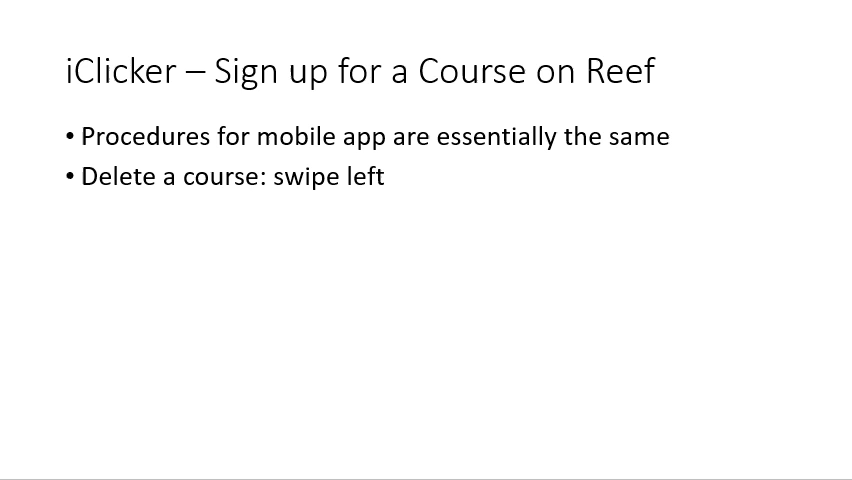 iClicker – Sign up for a Course on Reef
• Procedures for mobile app are essentially the same
• Delete a course: swipe left